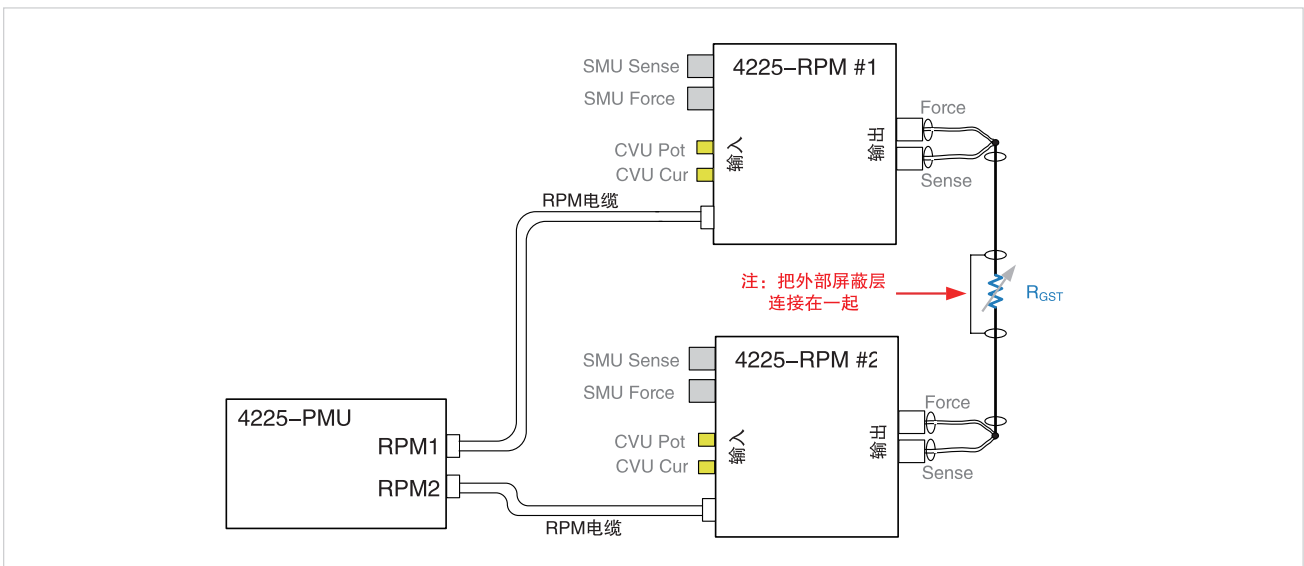 SMU Sense
SMU Force
CVU Pot
CVU Cur
4225–RPM #1
输入
输出
Force
Sense
RPM电缆
注：把外部屏蔽层
连接在一起
RGST
SMU Sense
SMU Force
CVU Pot
CVU Cur
4225–RPM #2
输入
输出
Force
Sense
4225–PMU
RPM1
RPM2
RPM电缆